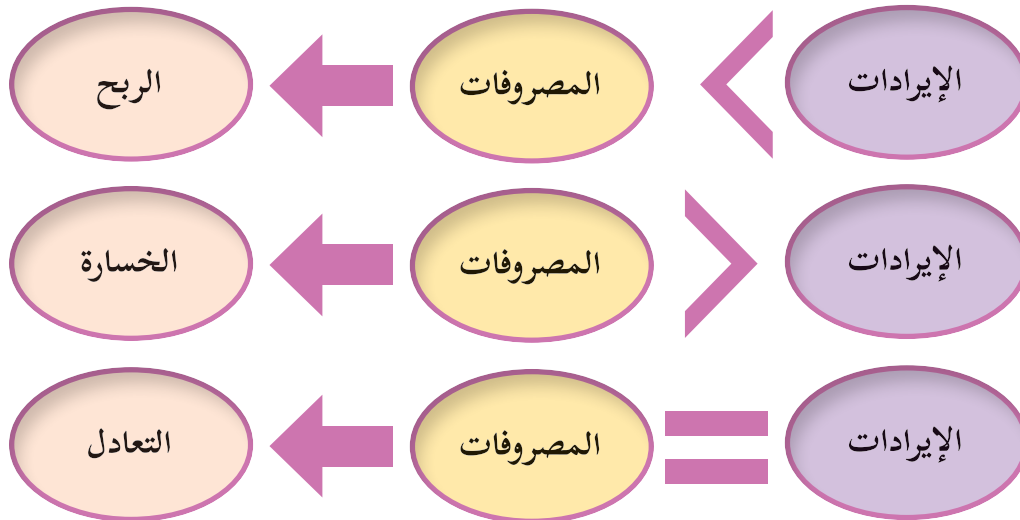 الإيرادات < المصروفات الربح
الإيرادات > المصروفات الخسارة
الإيرادات = المصروفات التعادل